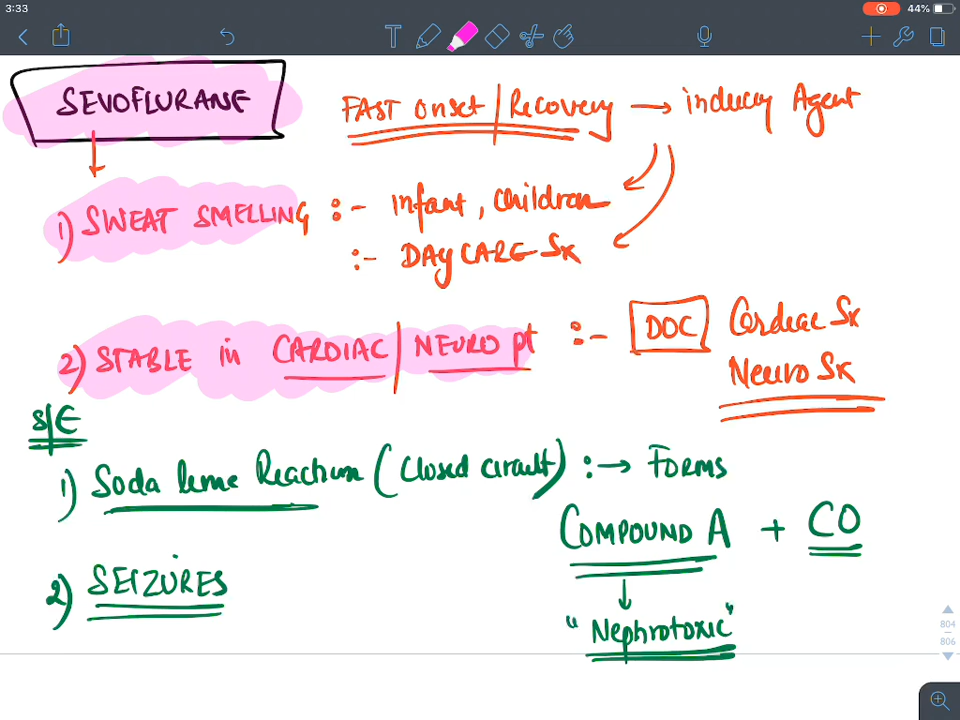 3:33
44%
T
SEVOFLURANE
FAST onset | Recovery → inducing Agent
1) SWEAT SMELLING :- Infant, Children
:- DAY CARE Sx
2) STABLE in CARDIAC | NEURO pt :- DOC Cardiac Sx
Neuro Sx
S/E
1) Soda leme Reaction (Closed circuit) :→ FORMS
COMPOUND A + CO
2) SEIZURES
"Nephrotoxic"
804
806